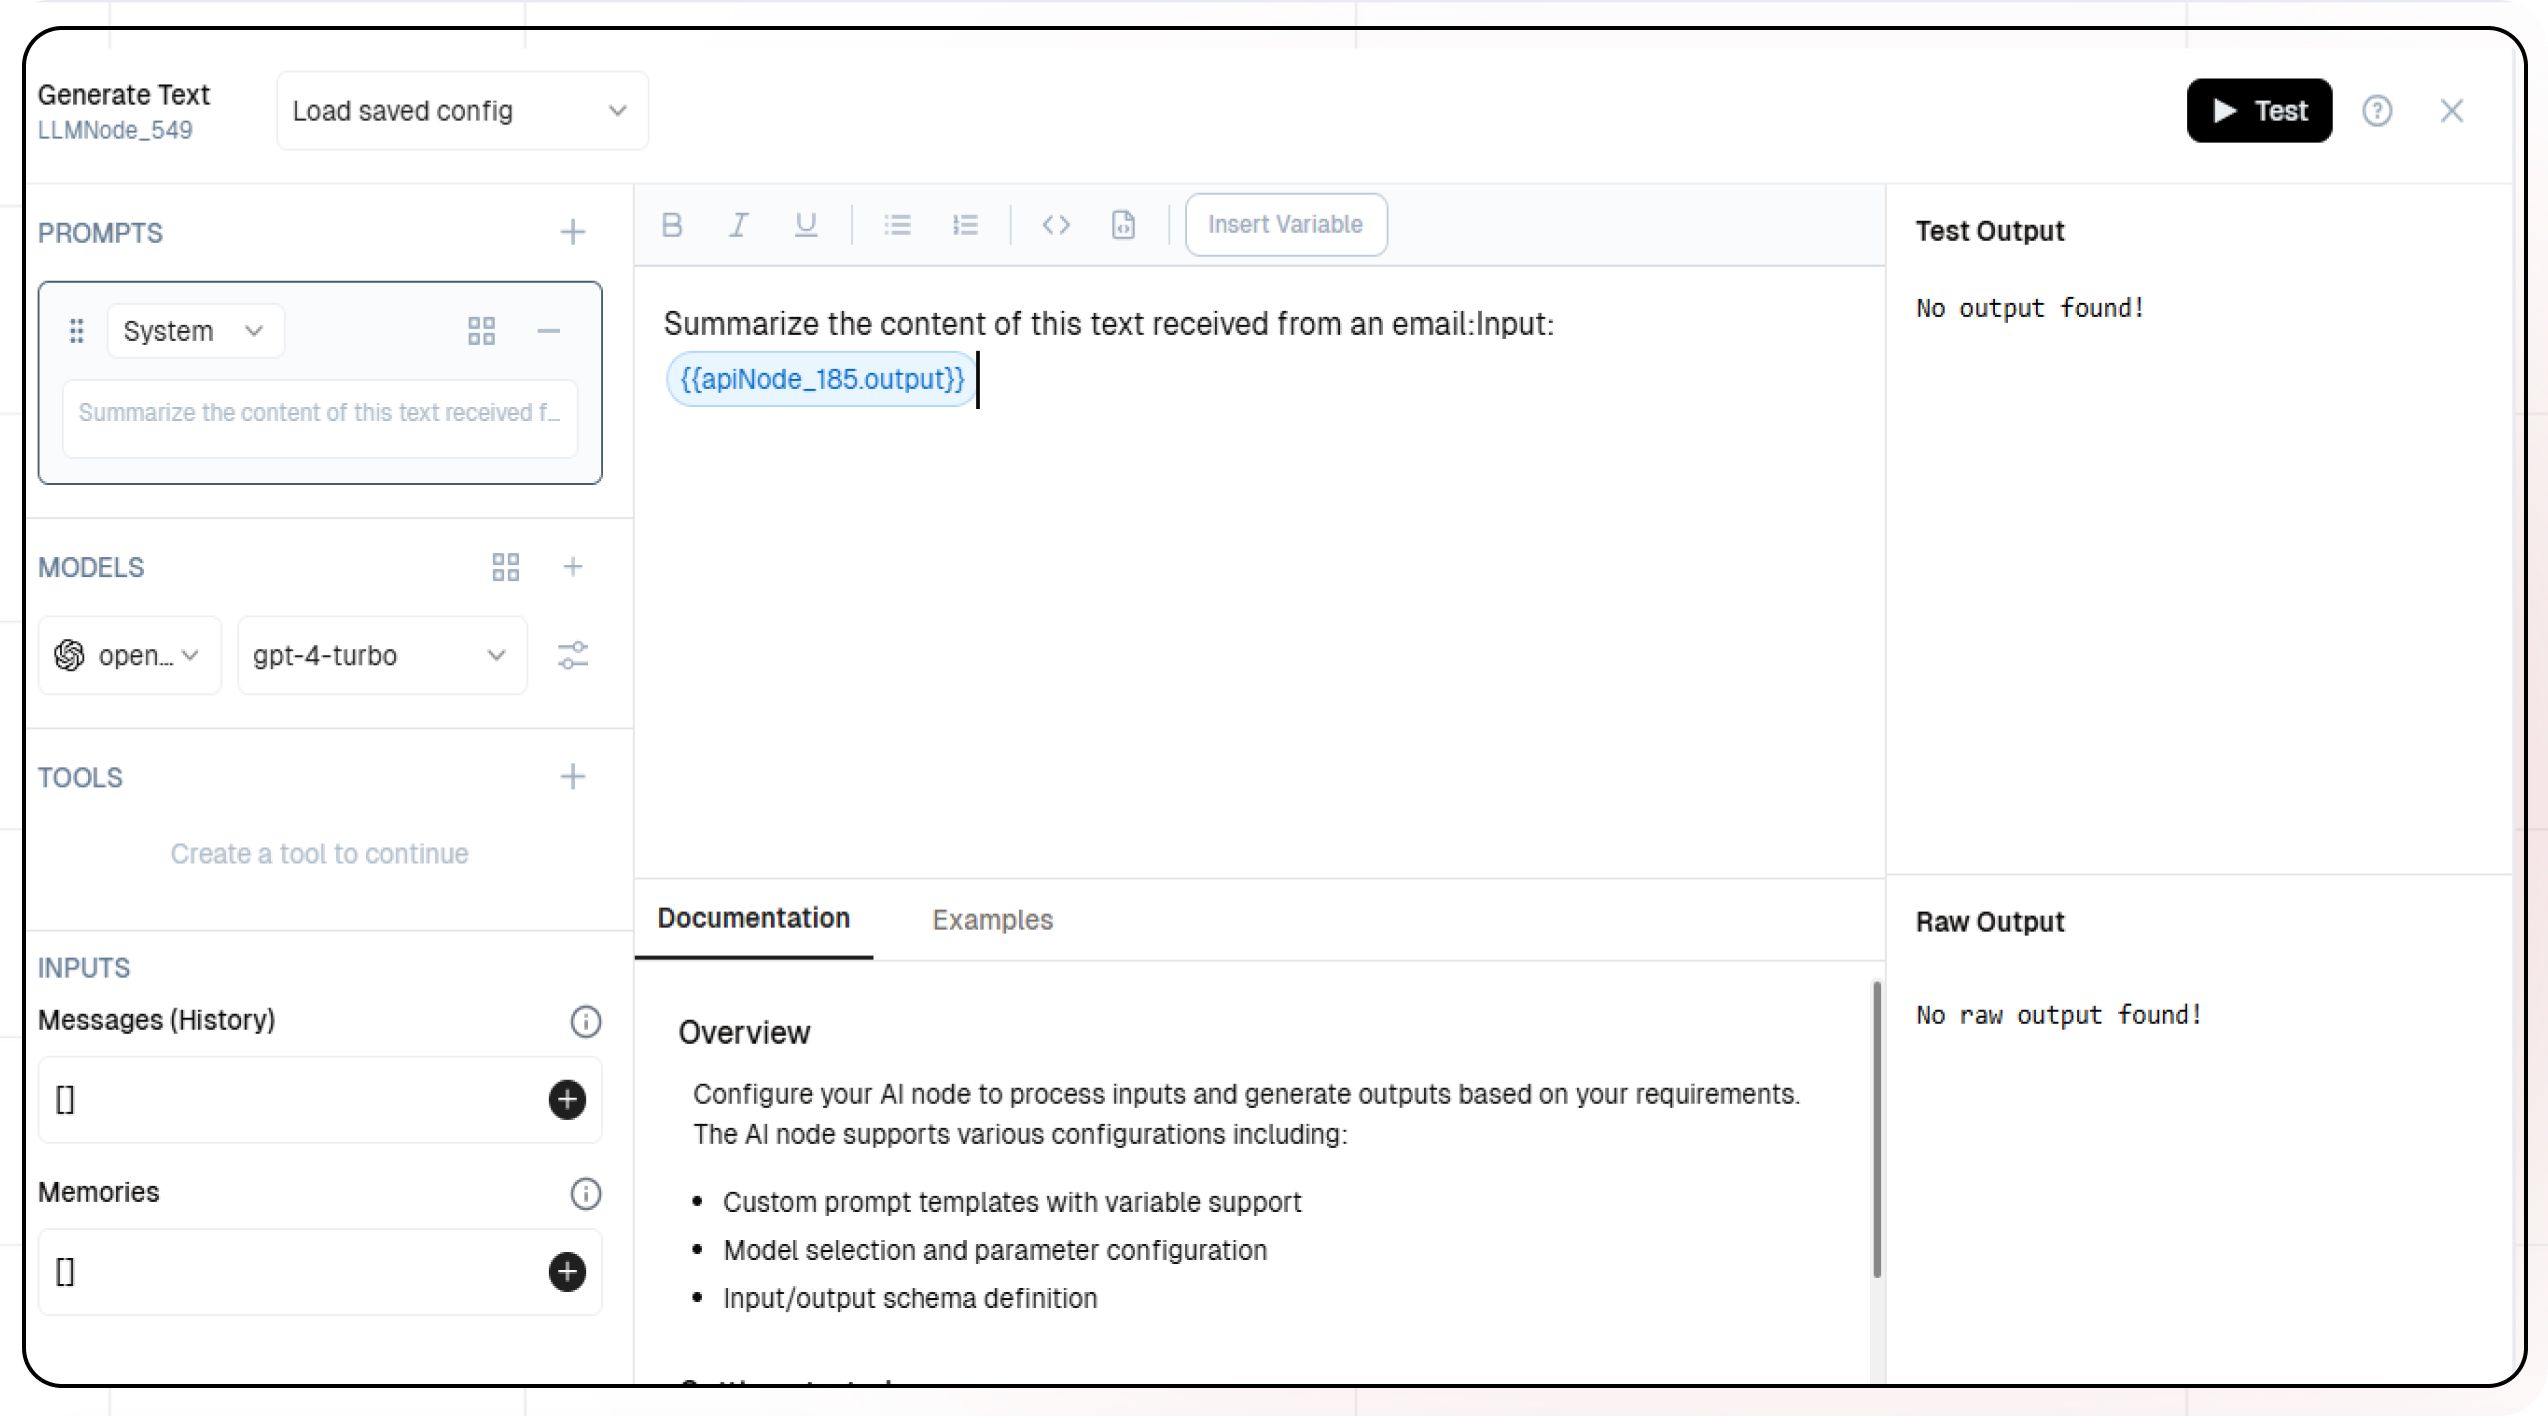 Generate Text
LLMNode_549
Load saved config
Test
PROMPTS
System
Summarize the content of this text received f...
MODELS
open...
gpt-4-turbo
TOOLS
Create a tool to continue
INPUTS
Messages (History)
[]
Memories
[]
B I U
Insert Variable
Summarize the content of this text received from an email:Input:
{{apiNode_185.output}}
Documentation
Examples
Overview
Configure your AI node to process inputs and generate outputs based on your requirements.
The AI node supports various configurations including:
• Custom prompt templates with variable support
• Model selection and parameter configuration
• Input/output schema definition
Test Output
No output found!
Raw Output
No raw output found!